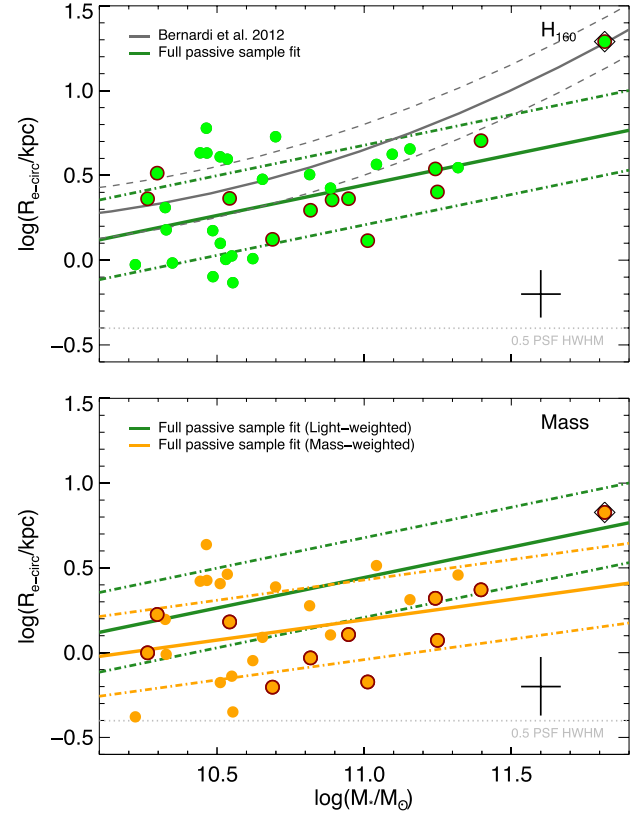 1.5
Bernardi et al. 2012
H160
Full passive sample fit
1.0
0.5
0.0
−0.5
log(Re−circ/kpc)
0.5 PSF HWHM
1.5
Full passive sample fit (Light−weighted)
Mass
Full passive sample fit (Mass−weighted)
1.0
0.5
0.0
−0.5
log(Re−circ/kpc)
0.5 PSF HWHM
10.5 11.0 11.5
log(M*/M⊙)